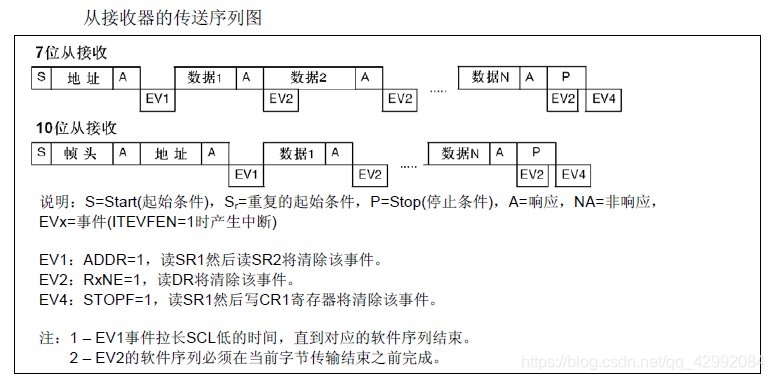 从接收器的传送序列图
7位从接收
S 地 址 A 数据1 A 数据2 A 数据N A P
EV1 EV2 EV2 ..... EV2 EV4
10位从接收
S 帧 头 A 地 址 A 数据1 A 数据N A P
EV1 EV2 ..... EV2 EV4
说明：S=Start(起始条件)，Sr=重复的起始条件，P=Stop(停止条件)，A=响应，NA=非响应，
EVx=事件(ITEVFEN=1时产生中断)
EV1：ADDR=1，读SR1然后读SR2将清除该事件。
EV2：RxNE=1，读DR将清除该事件。
EV4：STOPF=1，读SR1然后写CR1寄存器将清除该事件。
注：1 – EV1事件拉长SCL低的时间，直到对应的软件序列结束。
2 – EV2的软件序列必须在当前字节传输结束之前完成。
https://blog.csdn.net/qq_42992084